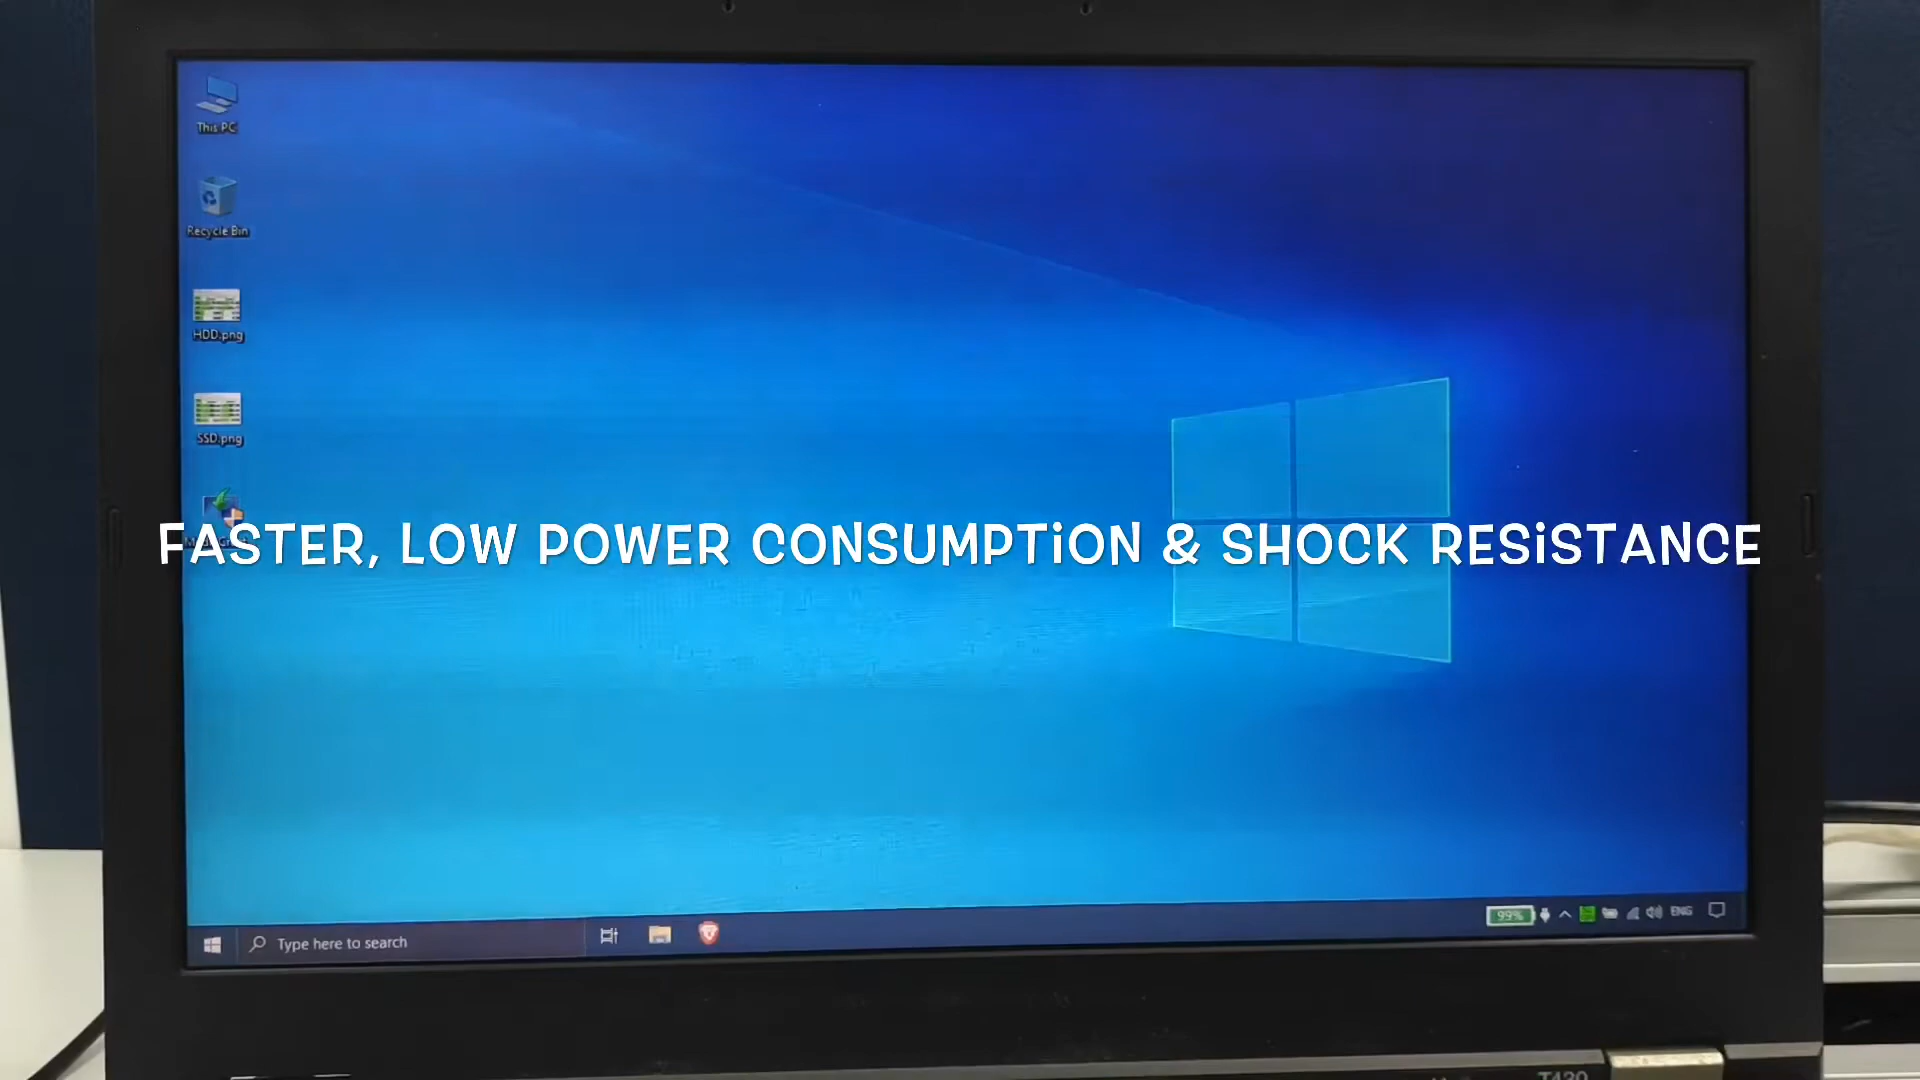 This PC
Recycle Bin
HDD.png
SSD.png
FASTER, LOW POWER CONSUMPTION & SHOCK RESISTANCE
Type here to search
99%
ENG
T430